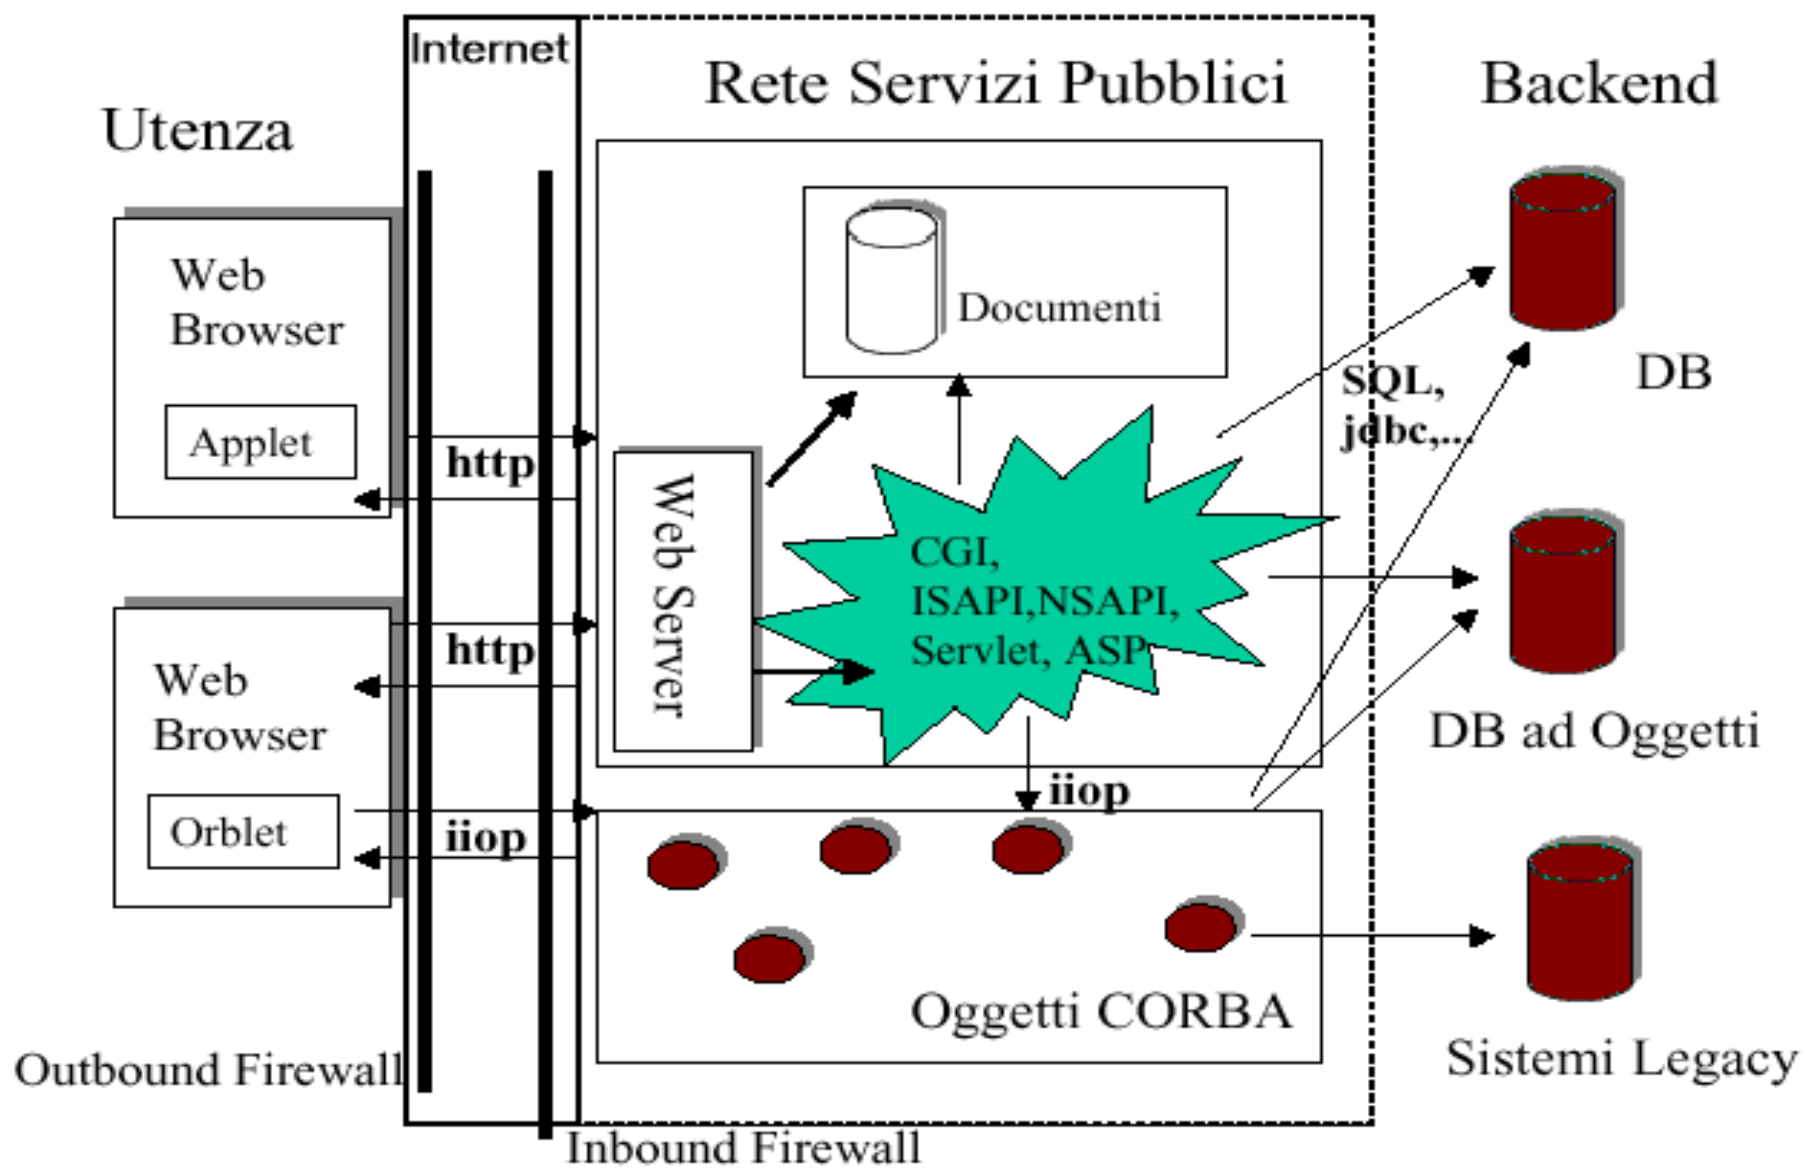 Internet
Rete Servizi Pubblici
Backend
Utenza
Web
Browser
Applet
http
Documenti
SQL,
jdbc,...
DB
Web Server
CGI,
ISAPI,NSAPI,
Servlet, ASP
http
Web
Browser
Orblet
iiop
iiop
DB ad Oggetti
Oggetti CORBA
Sistemi Legacy
Outbound Firewall
Inbound Firewall